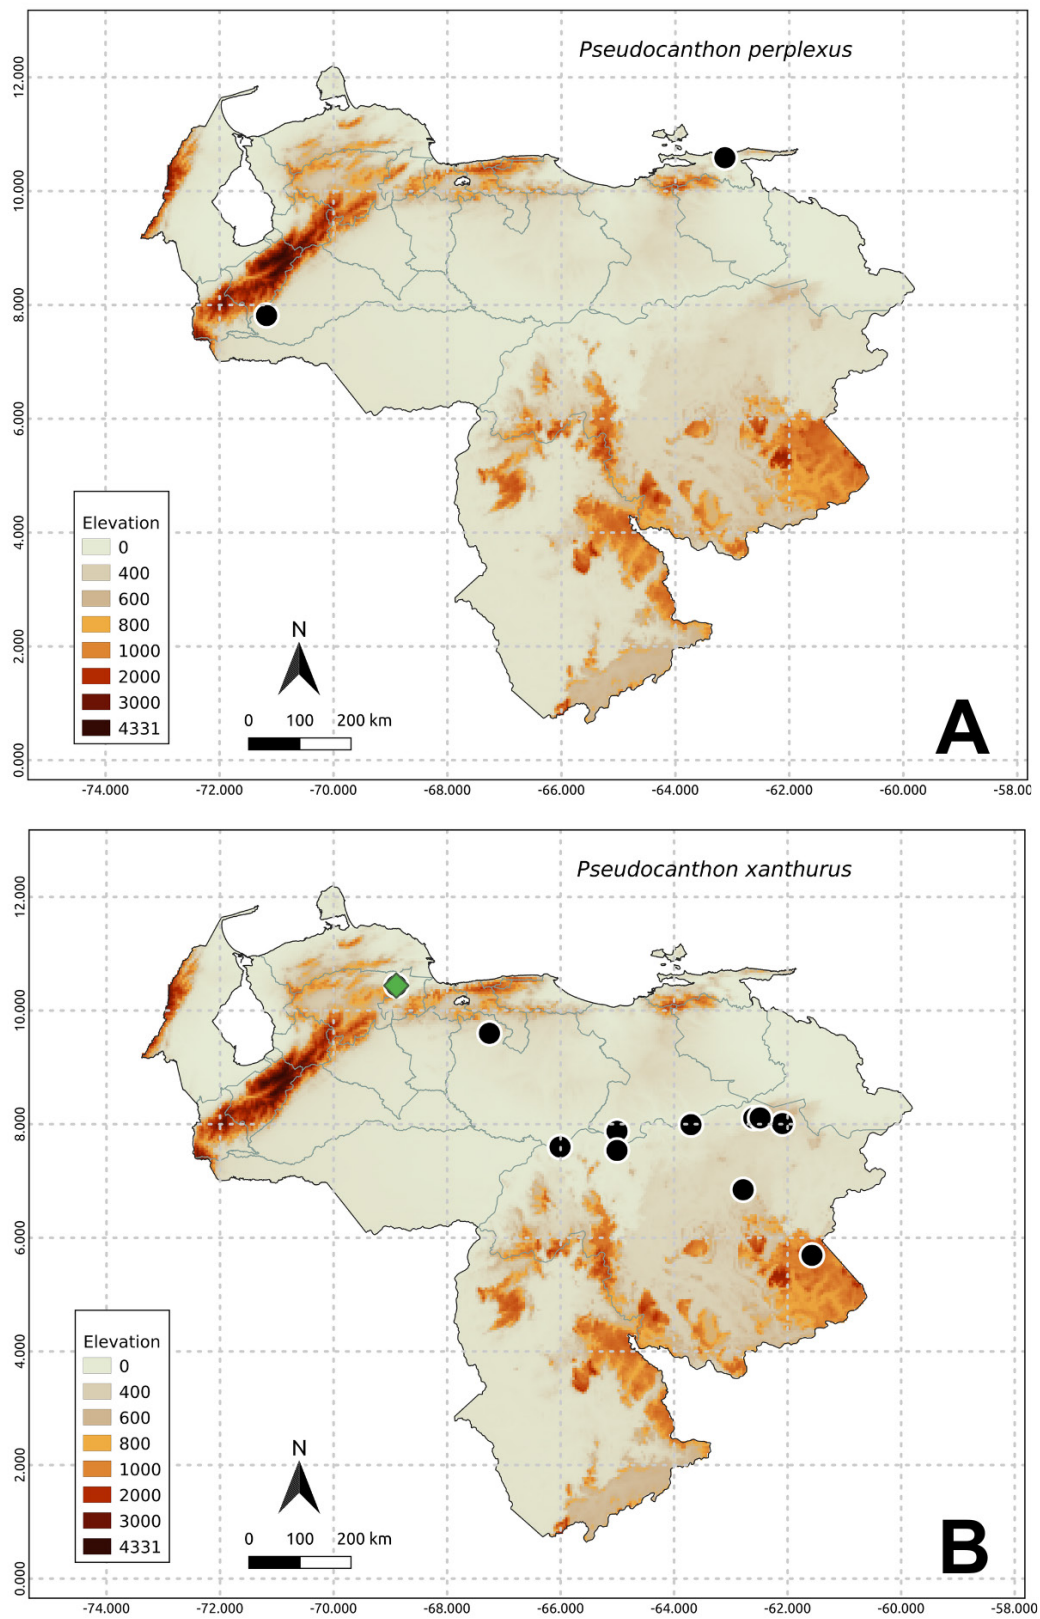 Pseudocanthon perplexus
12.000
10.000
8.000
6.000
4.000
2.000
0.000
Elevation
0
400
600
800
1000
2000
3000
4331
N
0 100 200 km
A
-74.000 -72.000 -70.000 -68.000 -66.000 -64.000 -62.000 -60.000 -58.00
Pseudocanthon xanthurus
12.000
10.000
8.000
6.000
4.000
2.000
0.000
Elevation
0
400
600
800
1000
2000
3000
4331
N
0 100 200 km
B
-74.000 -72.000 -70.000 -68.000 -66.000 -64.000 -62.000 -60.000 -58.000